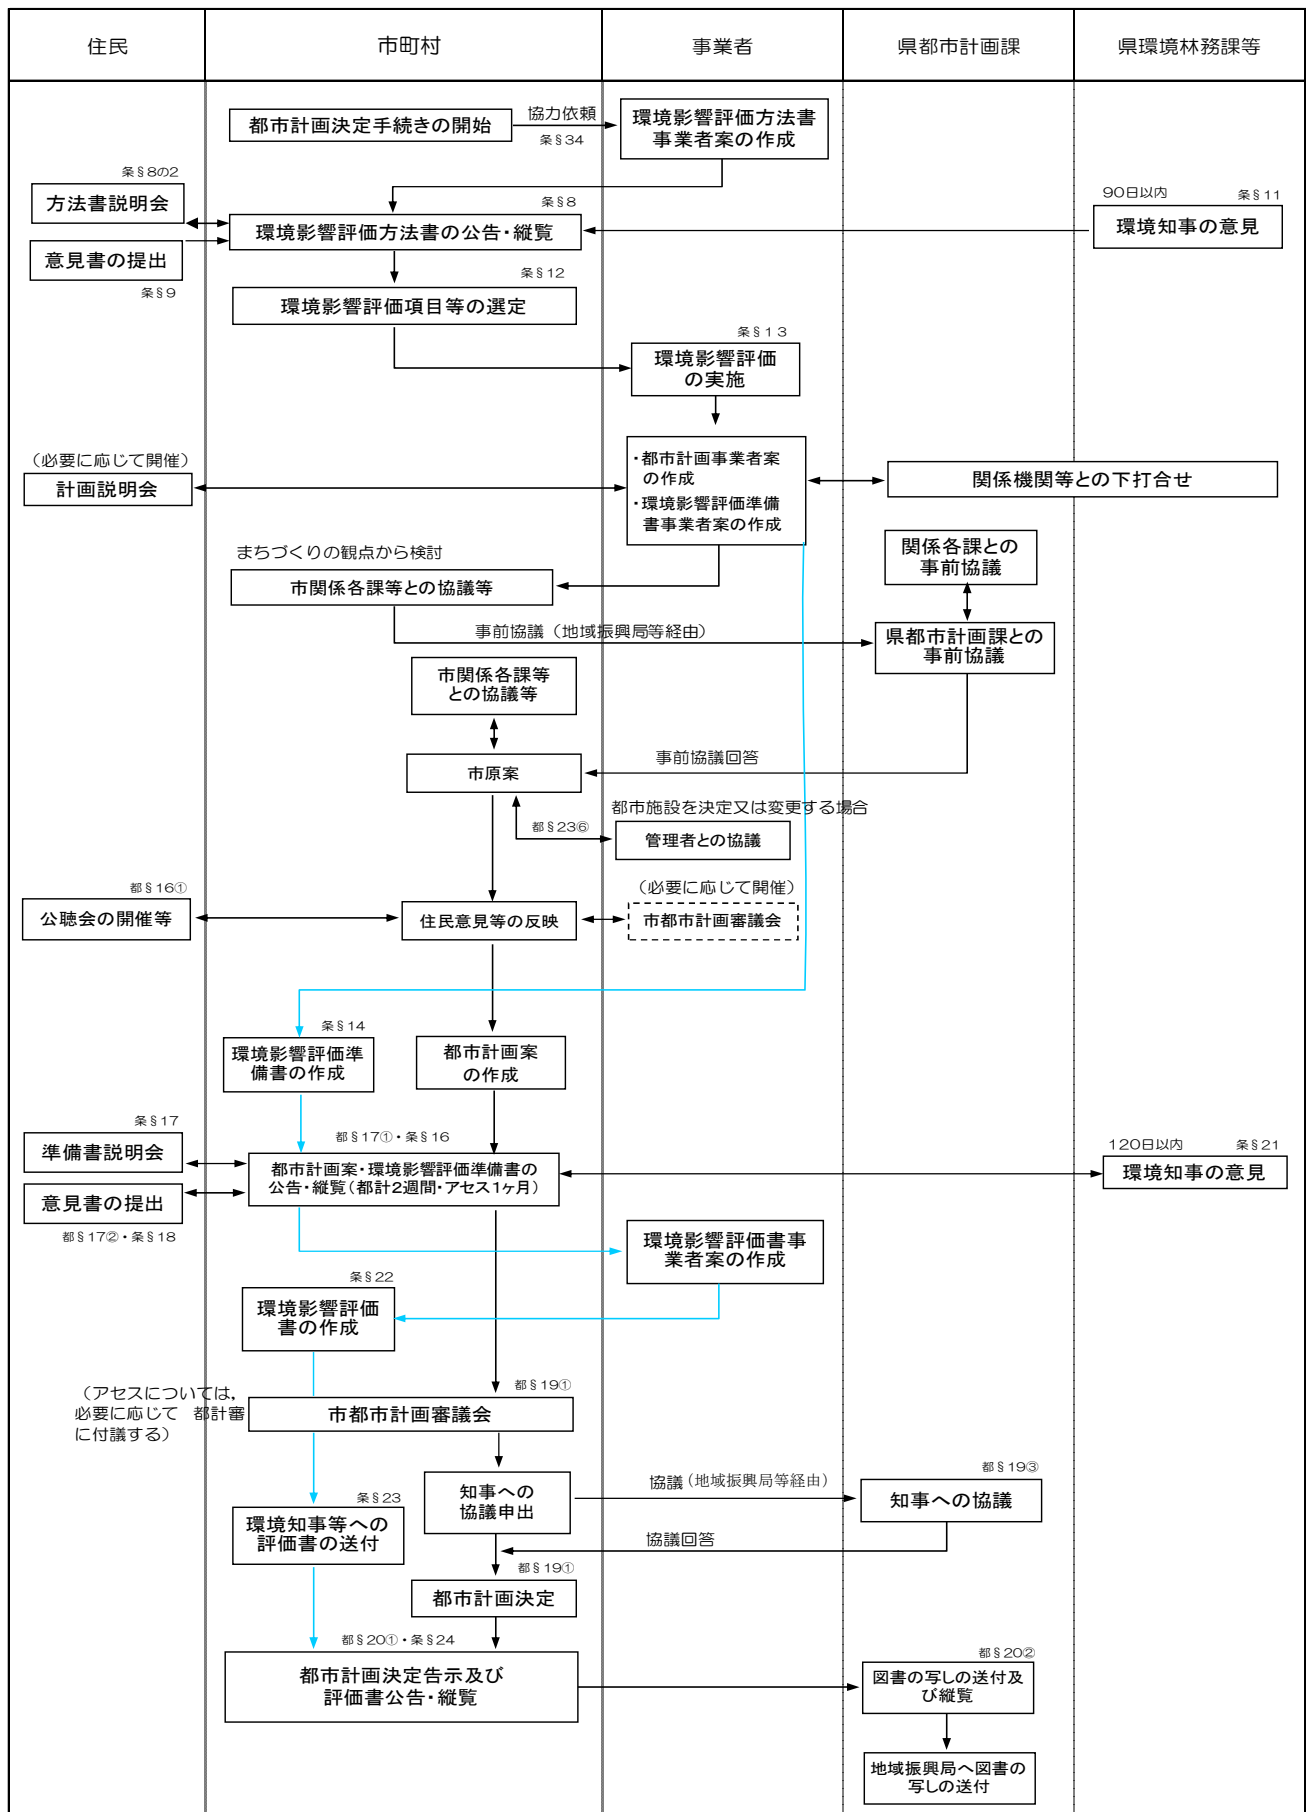 住民
市町村
事業者
県都市計画課
県環境林務課等
都市計画決定手続きの開始
協力依頼
条§34
環境影響評価方法書
事業者案の作成
条§8の2
方法書説明会
条§8
環境影響評価方法書の公告・縦覧
90日以内
条§11
環境知事の意見
意見書の提出
条§9
条§12
環境影響評価項目等の選定
条§13
環境影響評価
の実施
（必要に応じて開催）
計画説明会
・都市計画事業者案
の作成
・環境影響評価準備
書事業者案の作成
関係機関等との下打合せ
関係各課との
事前協議
まちづくりの観点から検討
市関係各課等との協議等
事前協議（地域振興局等経由）
県都市計画課との
事前協議
市関係各課等
との協議等
市原案
事前協議回答
都市施設を決定又は変更する場合
都§23⑥
管理者との協議
都§16①
公聴会の開催等
住民意見等の反映
（必要に応じて開催）
市都市計画審議会
条§14
環境影響評価準
備書の作成
都市計画案
の作成
条§17
準備書説明会
都§17①・条§16
都市計画案・環境影響評価準備書の
公告・縦覧（都計2週間・アセス1ヶ月）
120日以内
条§21
環境知事の意見
意見書の提出
都§17②・条§18
環境影響評価書事
業者案の作成
条§22
環境影響評価
書の作成
（アセスについては，
必要に応じて　都計審
に付議する）
都§19①
市都市計画審議会
知事への
協議申出
協議（地域振興局等経由）
都§19③
知事への協議
条§23
環境知事等への
評価書の送付
協議回答
都§19①
都市計画決定
都§20①・条§24
都市計画決定告示及び
評価書公告・縦覧
都§20②
図書の写しの送付及
び縦覧
地域振興局へ図書の
写しの送付